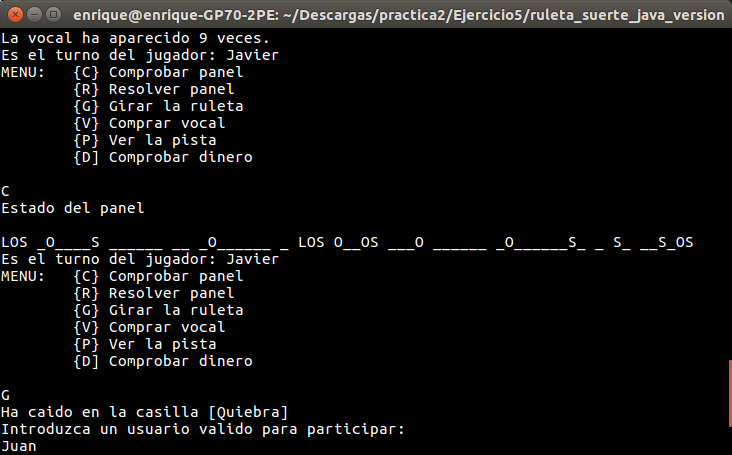 enrique@enrique-GP70-2PE: ~/Descargas/practica2/Ejercicio5/ruleta_suerte_java_version
La vocal ha aparecido 9 veces.
Es el turno del jugador: Javier
MENU:   {C} Comprobar panel
        {R} Resolver panel
        {G} Girar la ruleta
        {V} Comprar vocal
        {P} Ver la pista
        {D] Comprobar dinero
C
Estado del panel
LOS _O____S ______ __ _O______ _ LOS O__OS ___O ______ _O______S_ _ S_ __S_OS
Es el turno del jugador: Javier
MENU:   {C} Comprobar panel
        {R} Resolver panel
        {G} Girar la ruleta
        {V} Comprar vocal
        {P} Ver la pista
        {D] Comprobar dinero
G
Ha caido en la casilla [Quiebra]
Introduzca un usuario valido para participar:
Juan